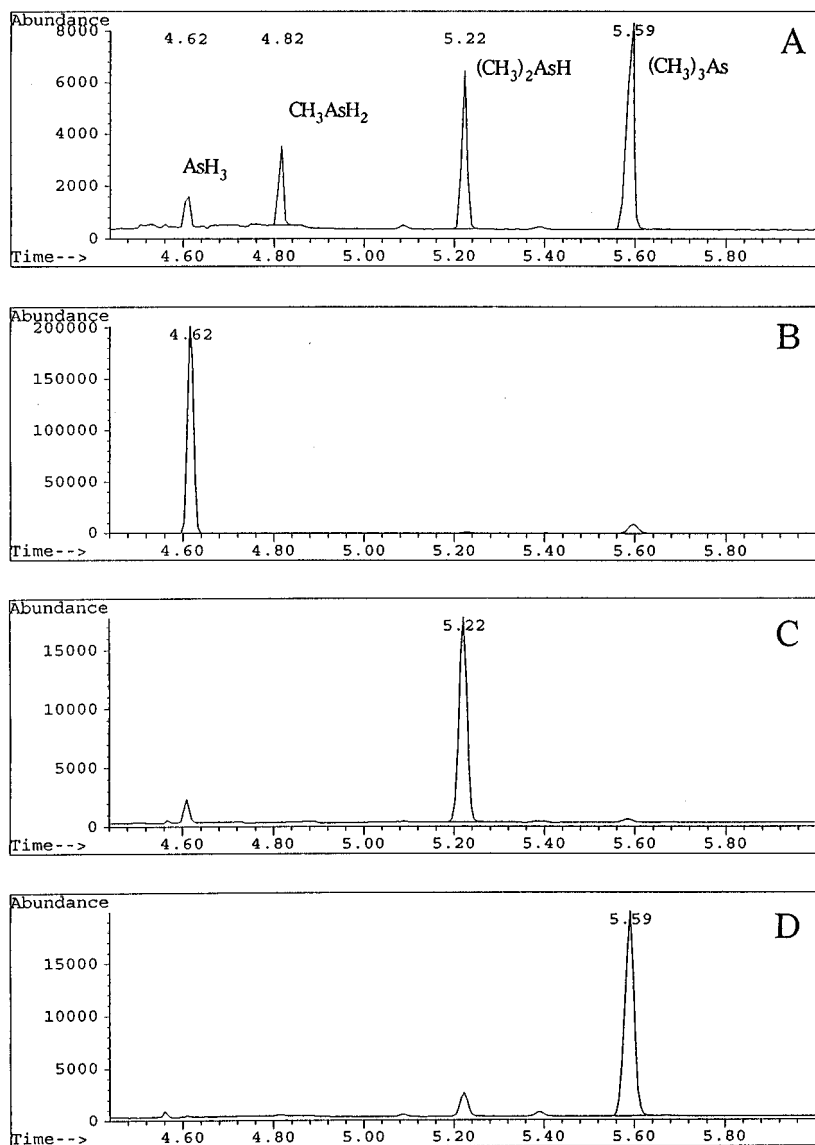 Abundance
8000
6000
4000
2000
0
4.62 4.82 5.22 5.59
A
AsH₃
CH₃AsH₂
(CH₃)₂AsH
(CH₃)₃As
Time--> 4.60 4.80 5.00 5.20 5.40 5.60 5.80
Abundance
200000
150000
100000
50000
0
4.62
B
Time--> 4.60 4.80 5.00 5.20 5.40 5.60 5.80
Abundance
15000
10000
5000
0
5.22
C
Time--> 4.60 4.80 5.00 5.20 5.40 5.60 5.80
Abundance
15000
10000
5000
0
5.59
D
Time--> 4.60 4.80 5.00 5.20 5.40 5.60 5.80